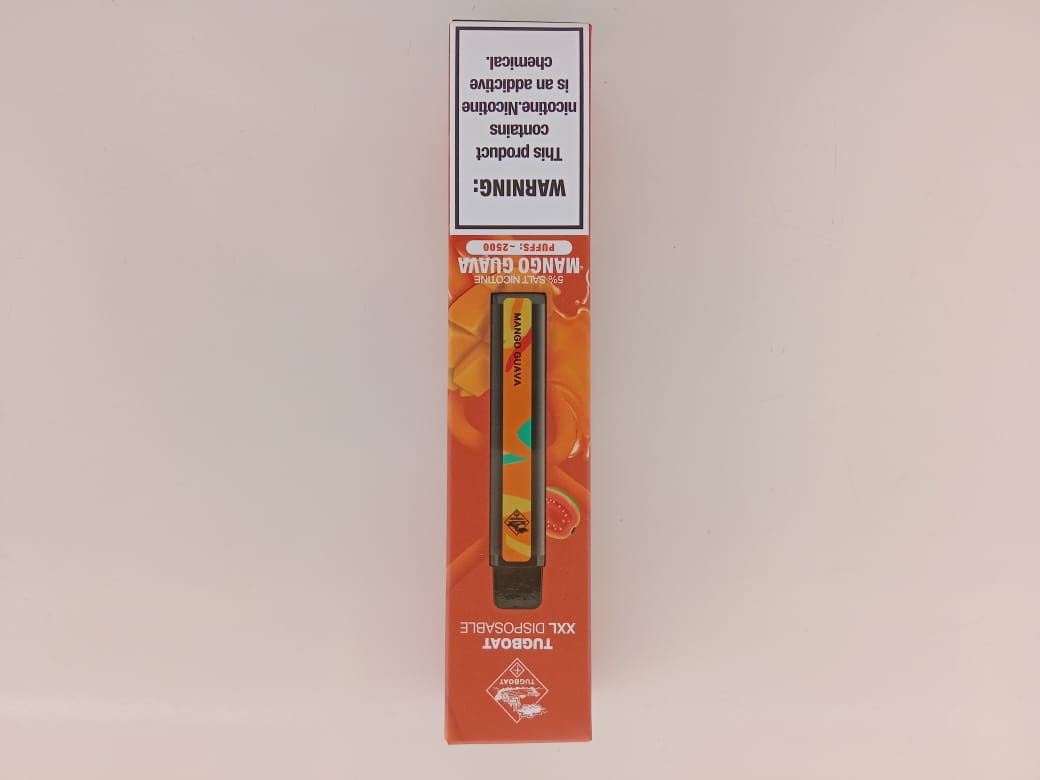 TUGBOAT
TUGBOAT
XXL DISPOSABLE
MANGO GUAVA
5% SALT NICOTINE
MANGO GUAVA
PUFFS: ~2500
WARNING:
This product
contains
nicotine.Nicotine
is an addictive
chemical.